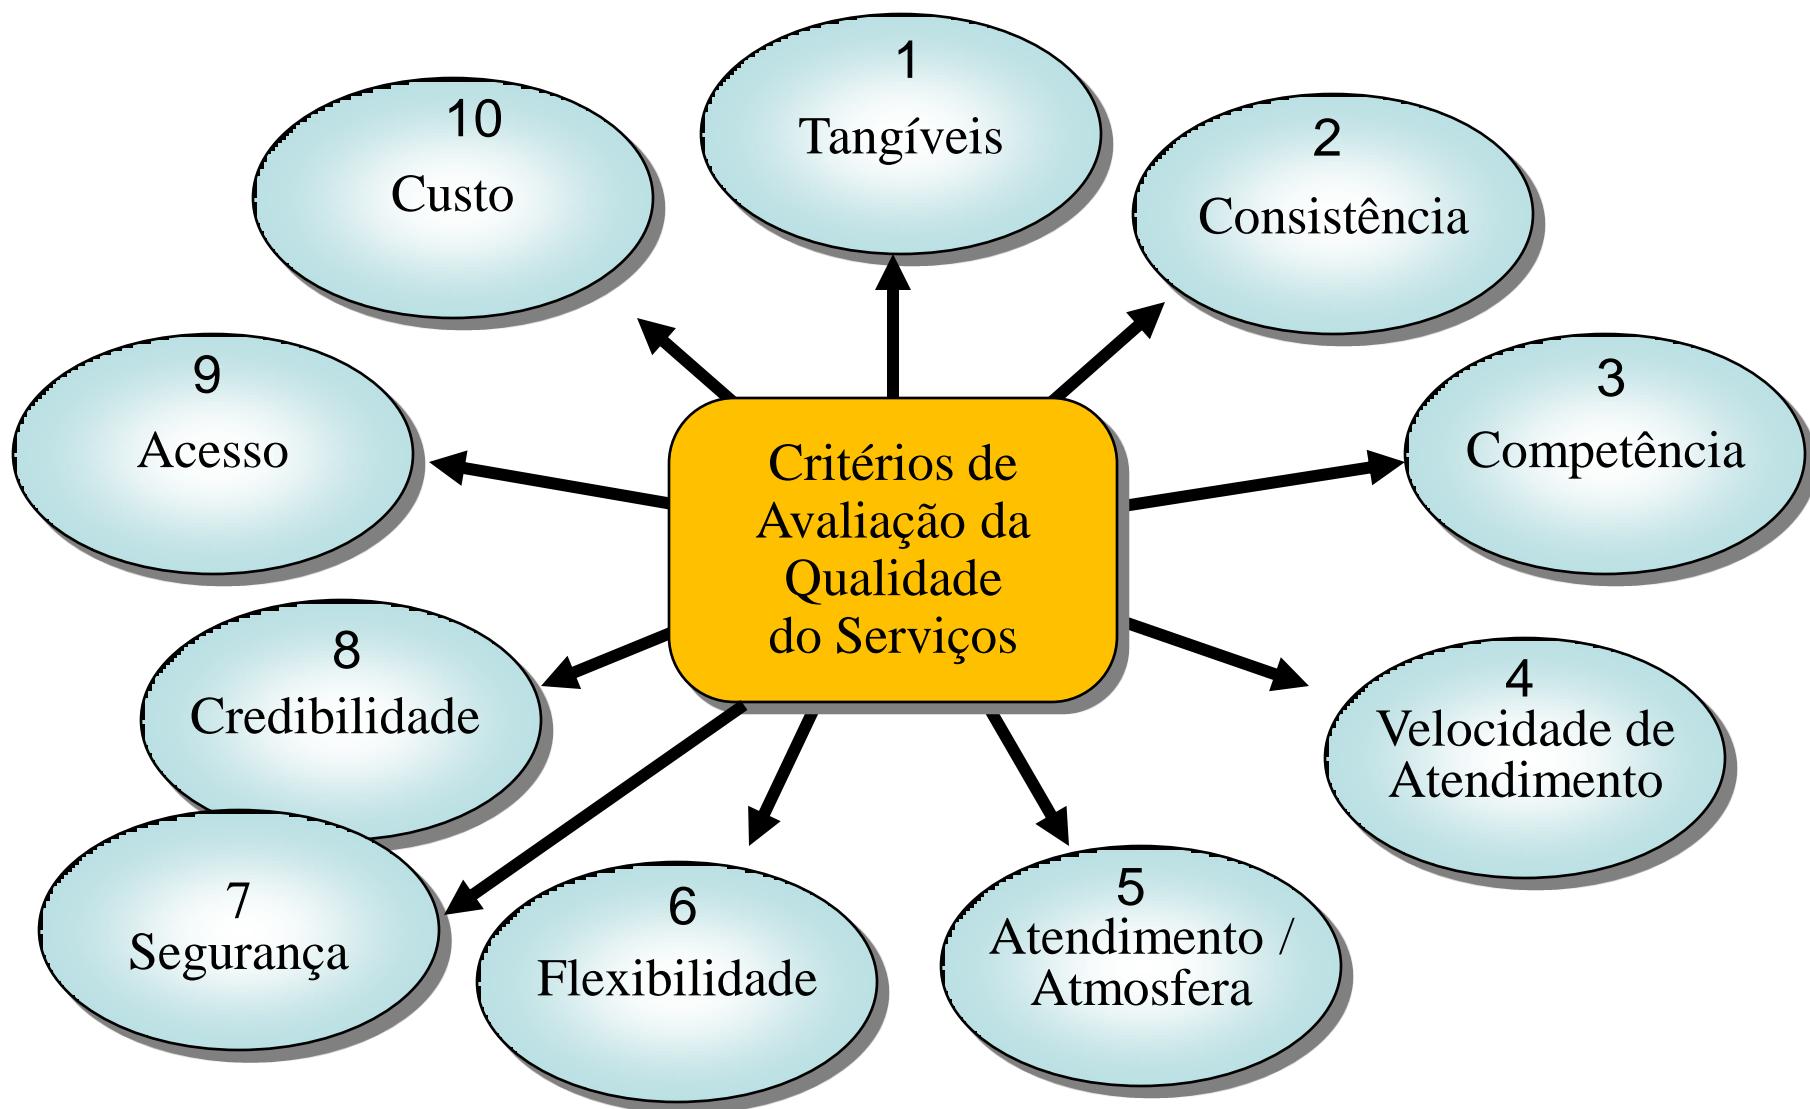 Critérios de
Avaliação da
Qualidade
do Serviços
1
Tangíveis
2
Consistência
3
Competência
4
Velocidade de
Atendimento
5
Atendimento /
Atmosfera
6
Flexibilidade
7
Segurança
8
Credibilidade
9
Acesso
10
Custo